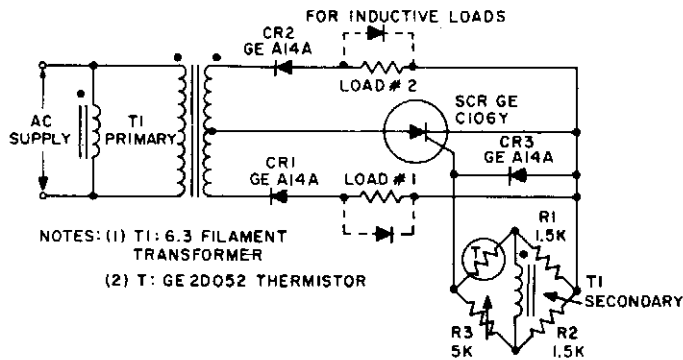 FOR INDUCTIVE LOADS
CR2
GE A14A
LOAD # 2
AC
SUPPLY
T1
PRIMARY
SCR GE
C106Y
CR3
GE A14A
CR1
GE A14A
LOAD # 1
NOTES: (1) T1: 6.3 FILAMENT
TRANSFORMER
(2) T: GE 2D052 THERMISTOR
R1
1.5K
T
T1
SECONDARY
R3
5K
R2
1.5K